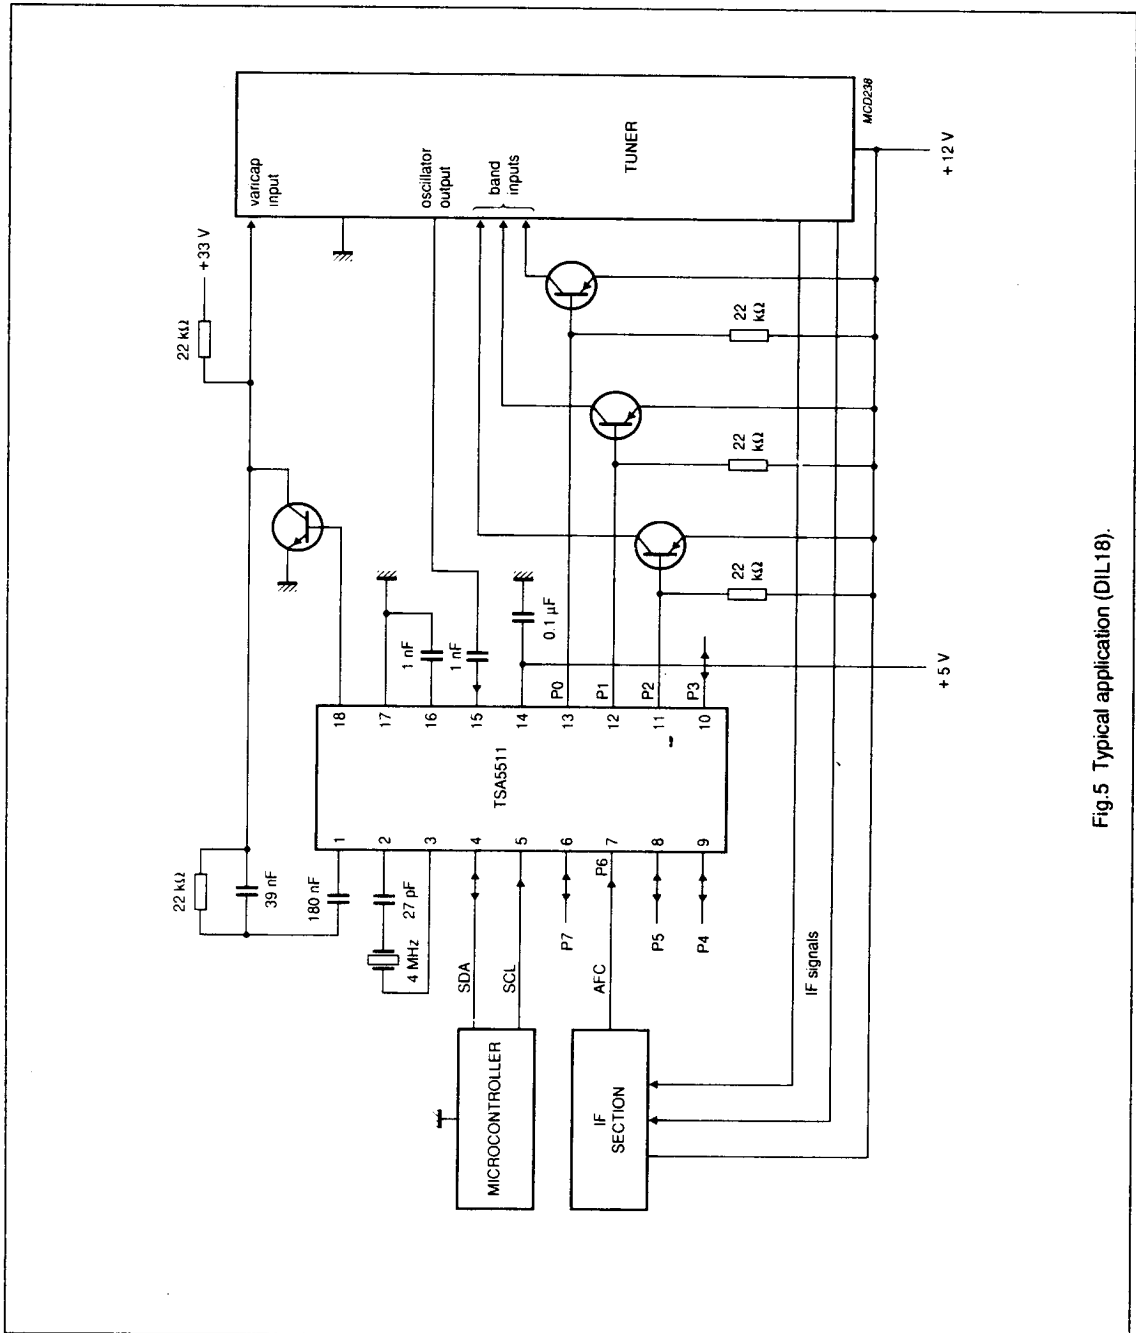 varicap
input
+33 V
22 kΩ
oscillator
output
band
inputs
TUNER
MCD238
+12 V
22
kΩ
22
kΩ
22
kΩ
1 nF
1 nF
0.1 μF
+5 V
18
17
16
15
14
P0
13
P1
12
P2
11
P3
10
TSA5511
1
2
3
4
5
6
P6
7
8
9
22 kΩ
39 nF
180 nF
27 pF
4 MHz
SDA
SCL
P7
AFC
P5
P4
IF signals
MICROCONTROLLER
IF
SECTION
Fig.5 Typical application (DIL18).